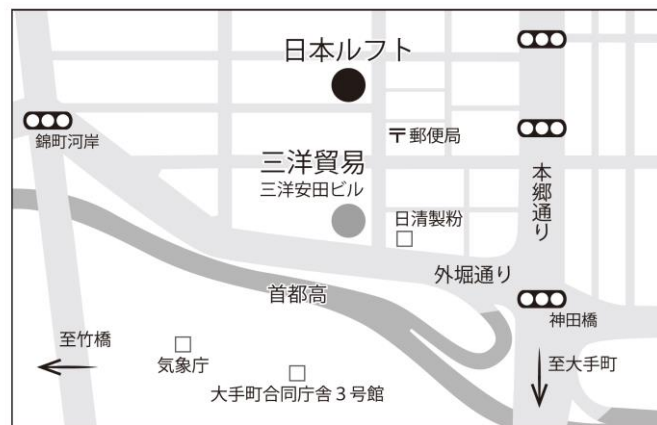 日本ルフト
錦町河岸
〒郵便局
三洋貿易
三洋安田ビル
日清製粉
本郷通り
外堀通り
首都高
神田橋
至竹橋
気象庁
至大手町
大手町合同庁舎３号館